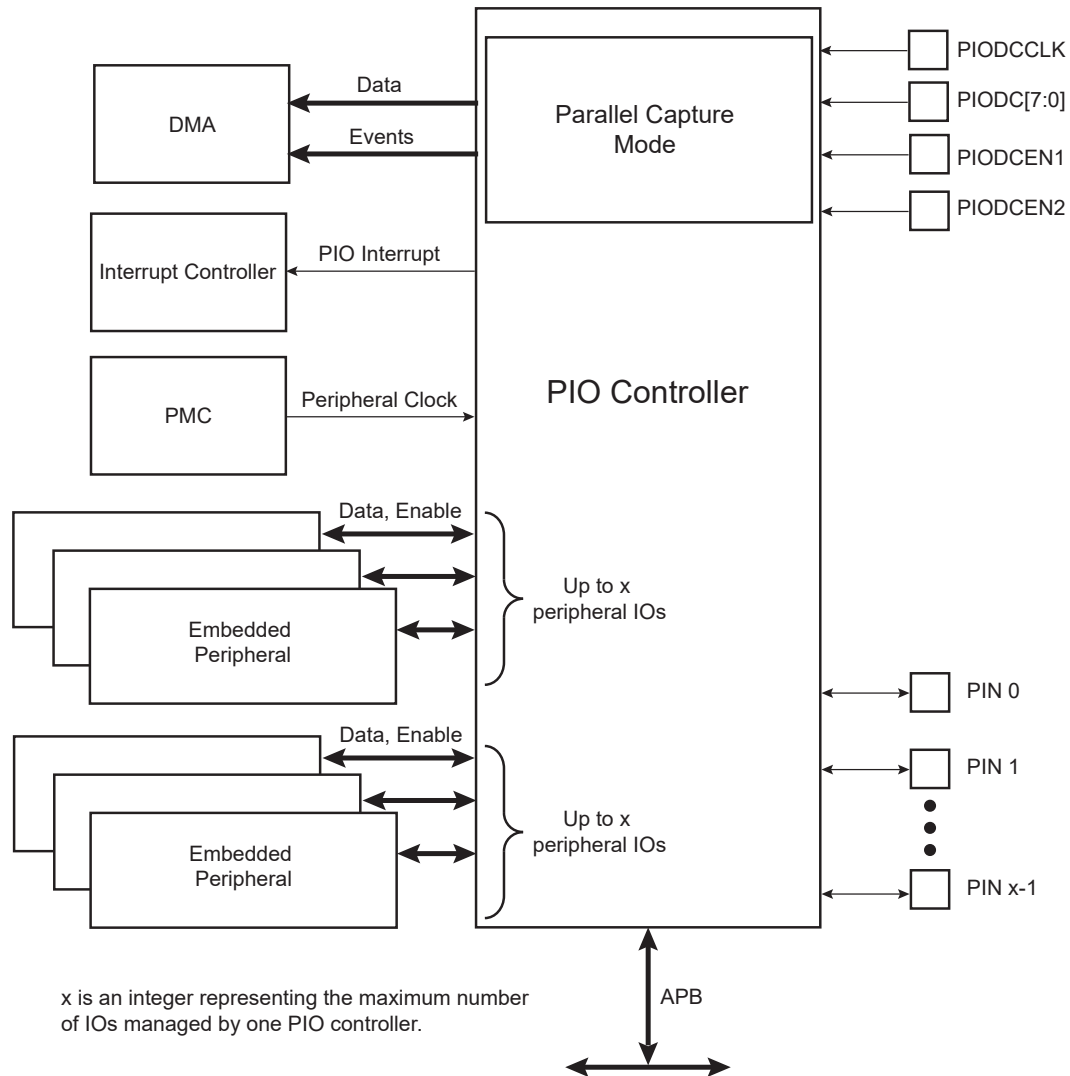 PIODCCLK
Data
DMA
Parallel Capture
Mode
PIODC[7:0]
Events
PIODCEN1
PIODCEN2
PIO Interrupt
Interrupt Controller
PIO Controller
Peripheral Clock
PMC
Data, Enable
Up to x
peripheral IOs
Embedded
Peripheral
PIN 0
Data, Enable
PIN 1
Up to x
peripheral IOs
Embedded
Peripheral
PIN x-1
x is an integer representing the maximum number
of IOs managed by one PIO controller.
APB